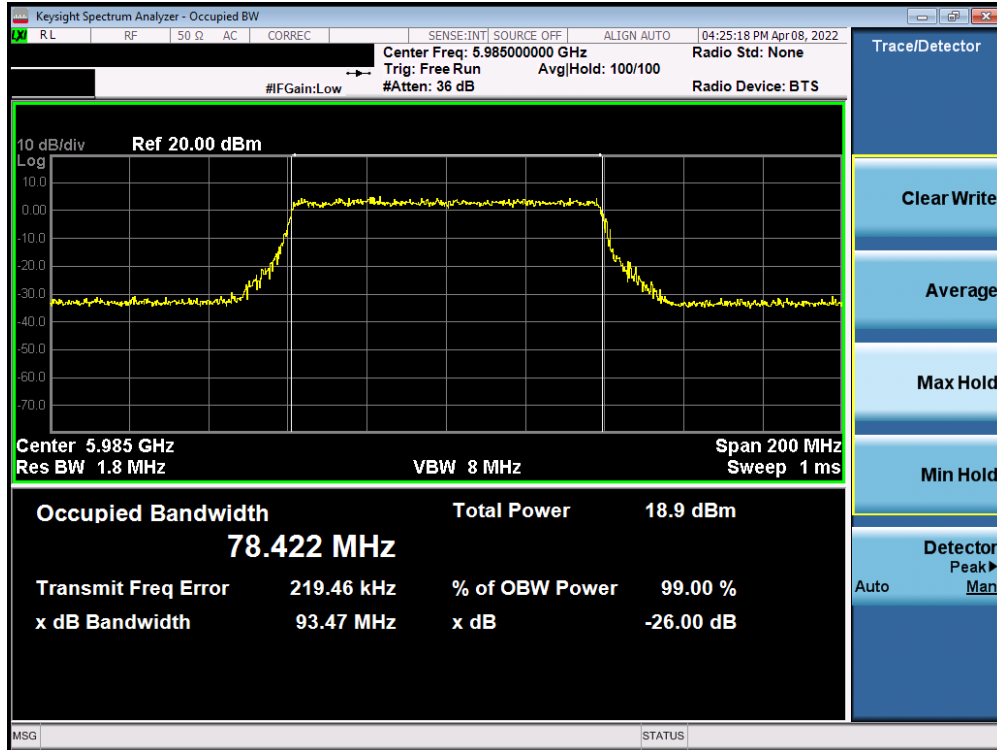 Keysight Spectrum Analyzer - Occupied BW
LXI RL RF 50 Ω AC CORREC SENSE:INT SOURCE OFF ALIGN AUTO 04:25:18 PM Apr 08, 2022
Center Freq: 5.985000000 GHz Radio Std: None
Trig: Free Run Avg|Hold: 100/100
#IFGain:Low #Atten: 36 dB Radio Device: BTS
Trace/Detector
10 dB/div Ref 20.00 dBm
Log
10.0
0.00
-10.0
-20.0
-30.0
-40.0
-50.0
-60.0
-70.0
Center 5.985 GHz Span 200 MHz
Res BW 1.8 MHz VBW 8 MHz Sweep 1 ms
Occupied Bandwidth Total Power 18.9 dBm
78.422 MHz
Transmit Freq Error 219.46 kHz % of OBW Power 99.00 %
x dB Bandwidth 93.47 MHz x dB -26.00 dB
Clear Write
Average
Max Hold
Min Hold
Detector
Peak▶
Auto Man
MSG STATUS